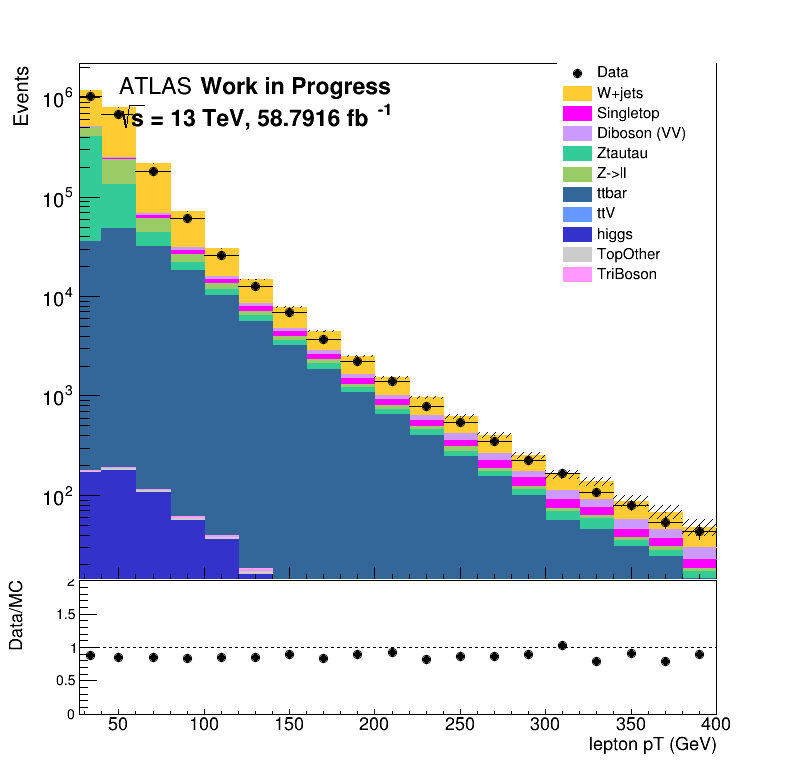 Events
10^6
10^5
10^4
10^3
10^2
ATLAS Work in Progress
√s = 13 TeV, 58.7916 fb ^-1
Data
W+jets
Singletop
Diboson (VV)
Ztautau
Z->ll
ttbar
ttV
higgs
TopOther
TriBoson
Data/MC
2
1.5
1
0.5
0
50 100 150 200 250 300 350 400
lepton pT (GeV)